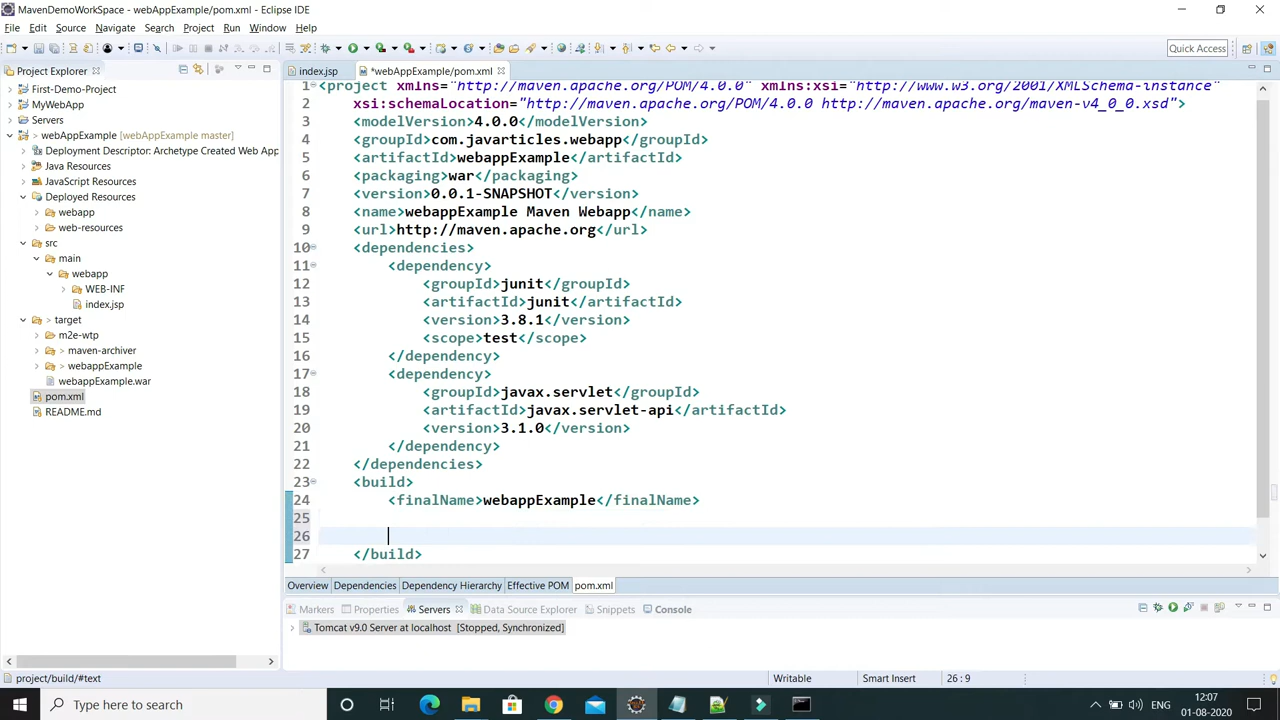 MavenDemoWorkSpace - webAppExample/pom.xml - Eclipse IDE
File Edit Source Navigate Search Project Run Window Help
Quick Access
Project Explorer
index.jsp
*webAppExample/pom.xml
First-Demo-Project
MyWebApp
Servers
> webAppExample [webAppExample master]
Deployment Descriptor: Archetype Created Web App
Java Resources
JavaScript Resources
Deployed Resources
webapp
web-resources
src
main
webapp
WEB-INF
index.jsp
> target
m2e-wtp
> maven-archiver
> webappExample
webappExample.war
pom.xml
README.md
1 <project xmlns="http://maven.apache.org/POM/4.0.0" xmlns:xsi="http://www.w3.org/2001/XMLSchema-instance"
2 xsi:schemaLocation="http://maven.apache.org/POM/4.0.0 http://maven.apache.org/maven-v4_0_0.xsd">
3 <modelVersion>4.0.0</modelVersion>
4 <groupId>com.javarticles.webapp</groupId>
5 <artifactId>webappExample</artifactId>
6 <packaging>war</packaging>
7 <version>0.0.1-SNAPSHOT</version>
8 <name>webappExample Maven Webapp</name>
9 <url>http://maven.apache.org</url>
10 <dependencies>
11 <dependency>
12 <groupId>junit</groupId>
13 <artifactId>junit</artifactId>
14 <version>3.8.1</version>
15 <scope>test</scope>
16 </dependency>
17 <dependency>
18 <groupId>javax.servlet</groupId>
19 <artifactId>javax.servlet-api</artifactId>
20 <version>3.1.0</version>
21 </dependency>
22 </dependencies>
23 <build>
24 <finalName>webappExample</finalName>
25
26
27 </build>
Overview Dependencies Dependency Hierarchy Effective POM pom.xml
Markers Properties Servers Data Source Explorer Snippets Console
Tomcat v9.0 Server at localhost [Stopped, Synchronized]
project/build/#text
Writable
Smart Insert
26 : 9
Type here to search
ENG
12:07
01-08-2020